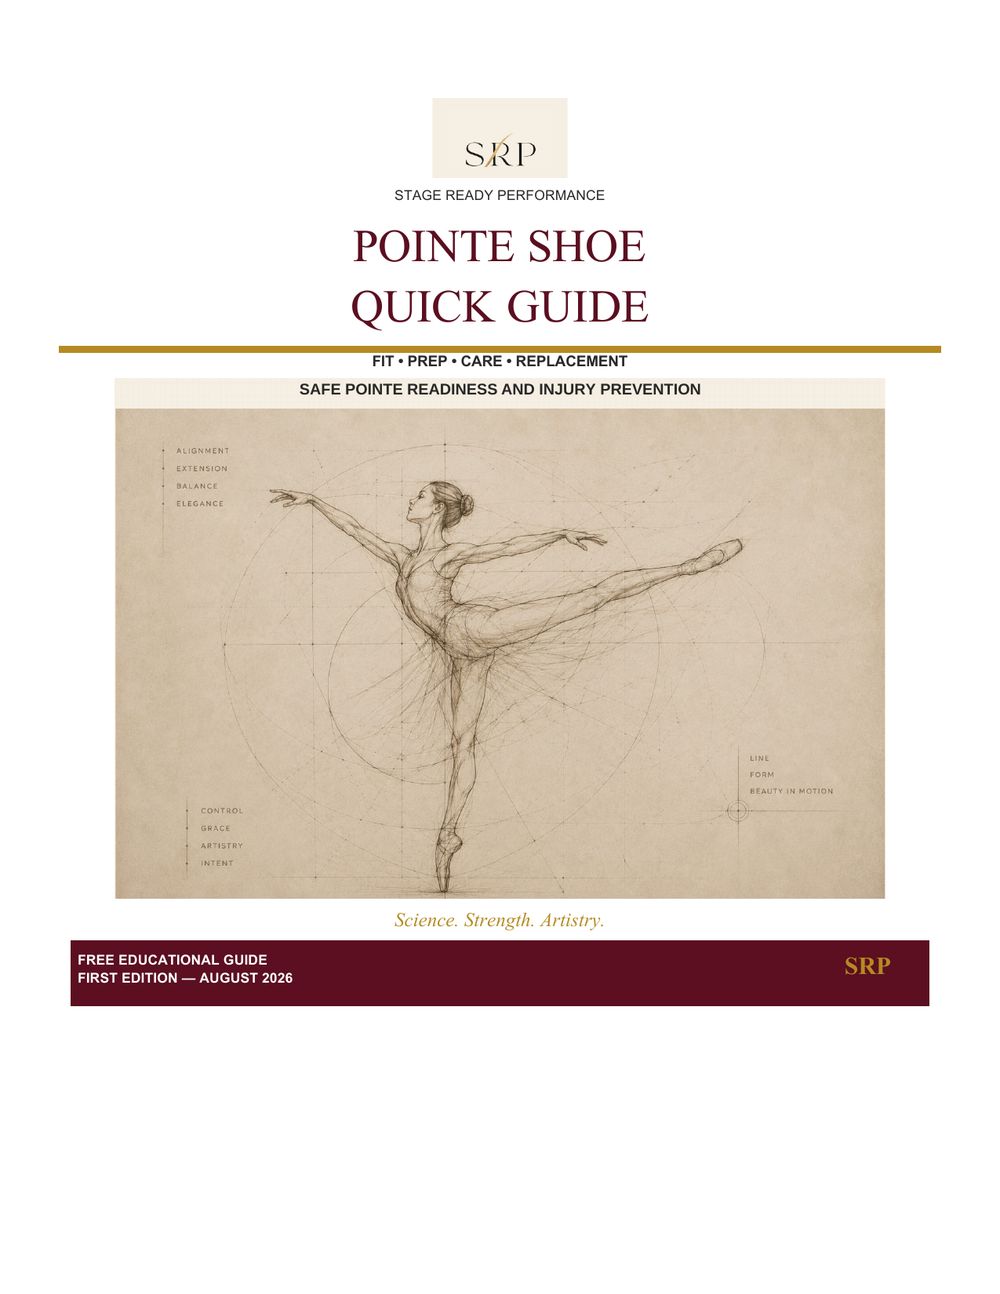 SRP
STAGE READY PERFORMANCE
POINTE SHOE
QUICK GUIDE
FIT • PREP • CARE • REPLACEMENT
SAFE POINTE READINESS AND INJURY PREVENTION
ALIGNMENT
EXTENSION
BALANCE
ELEGANCE
LINE
FORM
BEAUTY IN MOTION
CONTROL
GRACE
ARTISTRY
INTENT
Science. Strength. Artistry.
FREE EDUCATIONAL GUIDE
FIRST EDITION — AUGUST 2026
SRP